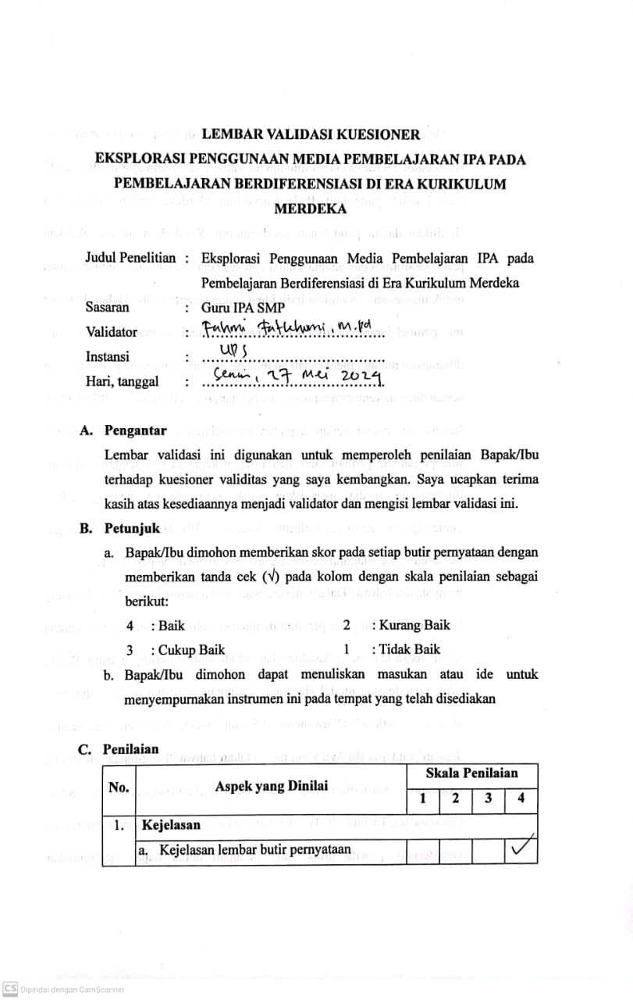 LEMBAR VALIDASI KUESIONER
EKSPLORASI PENGGUNAAN MEDIA PEMBELAJARAN IPA PADA
PEMBELAJARAN BERDIFERENSIASI DI ERA KURIKULUM
MERDEKA
Judul Penelitian : Eksplorasi Penggunaan Media Pembelajaran IPA pada
Pembelajaran Berdiferensiasi di Era Kurikulum Merdeka
Sasaran : Guru IPA SMP
Validator : Fahmi Fatkhomi, M.Pd
Instansi : UPS
Hari, tanggal : Senin, 27 Mei 2024
A. Pengantar
Lembar validasi ini digunakan untuk memperoleh penilaian Bapak/Ibu
terhadap kuesioner validitas yang saya kembangkan. Saya ucapkan terima
kasih atas kesediaannya menjadi validator dan mengisi lembar validasi ini.
B. Petunjuk
a. Bapak/Ibu dimohon memberikan skor pada setiap butir pernyataan dengan
memberikan tanda cek (√) pada kolom dengan skala penilaian sebagai
berikut:
4 : Baik 2 : Kurang Baik
3 : Cukup Baik 1 : Tidak Baik
b. Bapak/Ibu dimohon dapat menuliskan masukan atau ide untuk
menyempurnakan instrumen ini pada tempat yang telah disediakan
C. Penilaian
No. Aspek yang Dinilai Skala Penilaian
1 2 3 4
1. Kejelasan
a. Kejelasan lembar butir pernyataan ✓
CS Dipindai dengan CamScanner